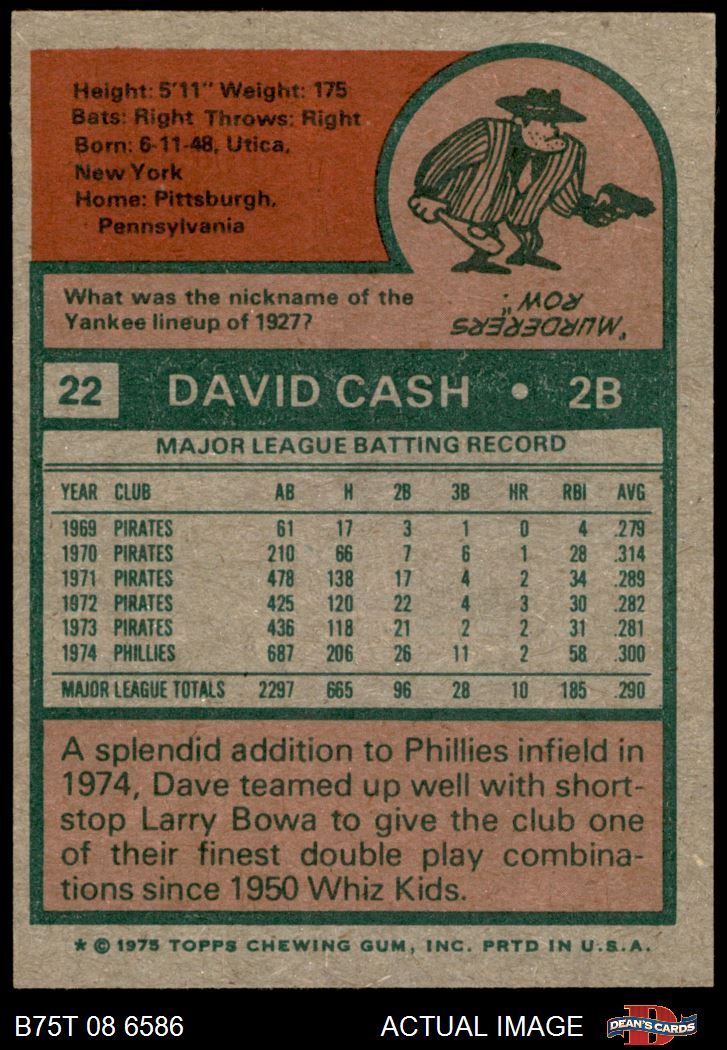 Height: 5'11" Weight: 175
Bats: Right Throws: Right
Born: 6-11-48, Utica,
New York
Home: Pittsburgh,
Pennsylvania
What was the nickname of the
Yankee lineup of 1927?
"MURDERERS
ROW".
22 DAVID CASH • 2B
MAJOR LEAGUE BATTING RECORD
YEAR CLUB AB H 2B 3B HR RBI AVG
1969 PIRATES 61 17 3 1 0 4 .279
1970 PIRATES 210 66 7 6 1 28 .314
1971 PIRATES 478 138 17 4 2 34 .289
1972 PIRATES 425 120 22 4 3 30 .282
1973 PIRATES 436 118 21 2 2 31 .281
1974 PHILLIES 687 206 26 11 2 58 .300
MAJOR LEAGUE TOTALS 2297 665 96 28 10 185 .290
A splendid addition to Phillies infield in
1974, Dave teamed up well with short-
stop Larry Bowa to give the club one
of their finest double play combina-
tions since 1950 Whiz Kids.
* © 1975 TOPPS CHEWING GUM, INC. PRTD IN U.S.A.
B75T 08 6586 ACTUAL IMAGE DEAN'S CARDS